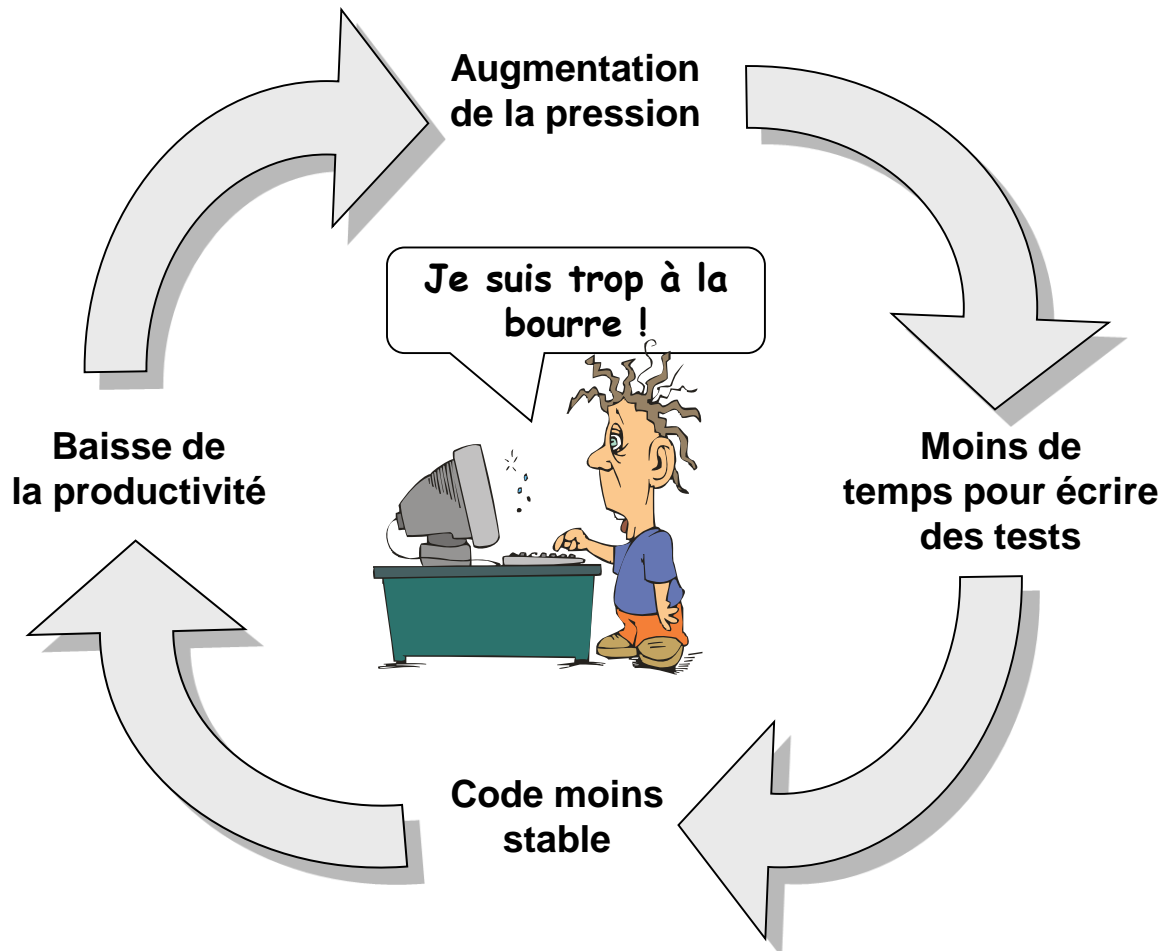 Augmentation
de la pression
Je suis trop à la
bourre !
Moins de
temps pour écrire
des tests
Code moins
stable
Baisse de
la productivité